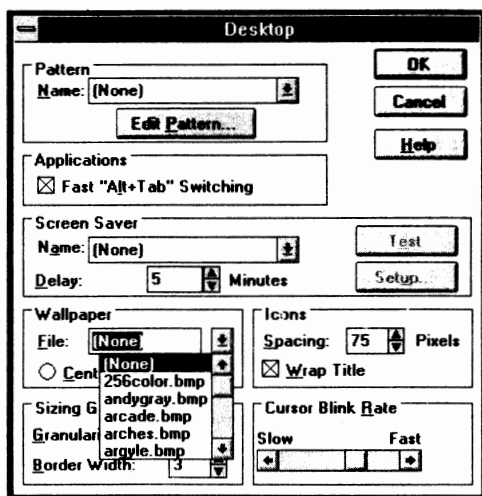 Desktop
Pattern
Name: (None)
Edit Pattern...
OK
Cancel
Help
Applications
Fast "Alt+Tab" Switching
Screen Saver
Name: (None)
Delay: 5 Minutes
Test
Setup...
Wallpaper
File: (None)
(None)
256color.bmp
andygray.bmp
arcade.bmp
arches.bmp
argyle.bmp
Cent
Icons
Spacing: 75 Pixels
Wrap Title
Sizing G
Granulari
Border Width: 3
Cursor Blink Rate
Slow Fast